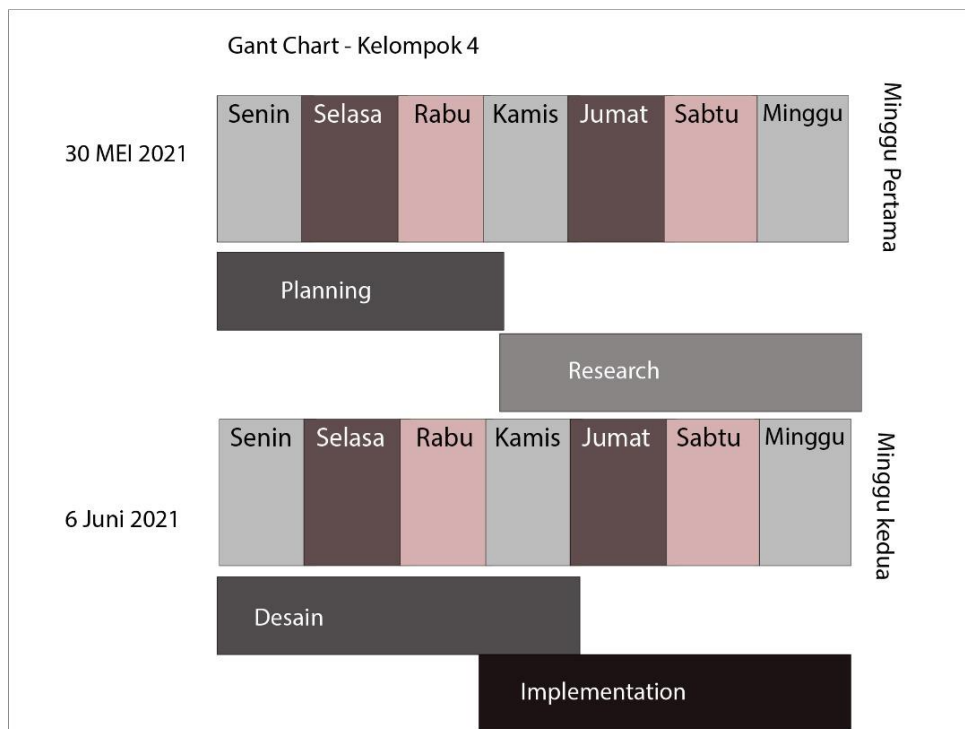 Gant Chart - Kelompok 4
Senin Selasa Rabu Kamis Jumat Sabtu Minggu
30 MEI 2021
Minggu Pertama
Planning
Research
Senin Selasa Rabu Kamis Jumat Sabtu Minggu
6 Juni 2021
Minggu kedua
Desain
Implementation